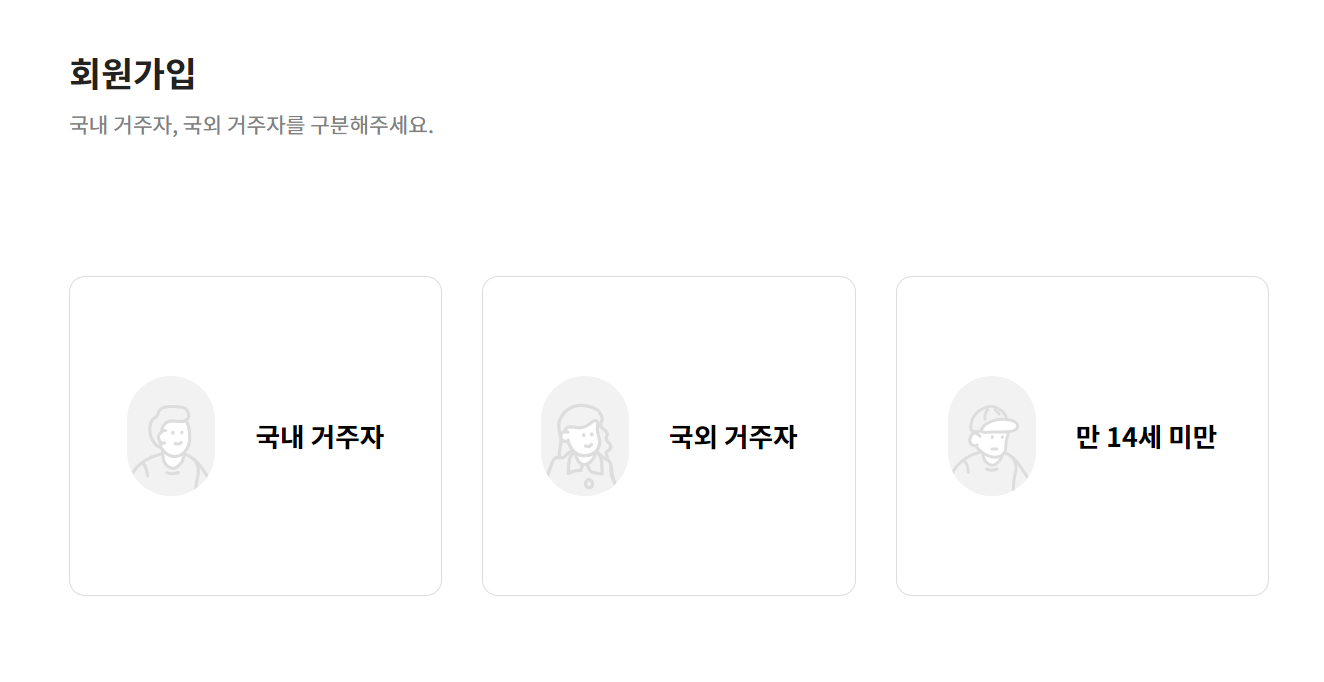 회원가입
국내 거주자, 국외 거주자를 구분해주세요.
국내 거주자
국외 거주자
만 14세 미만